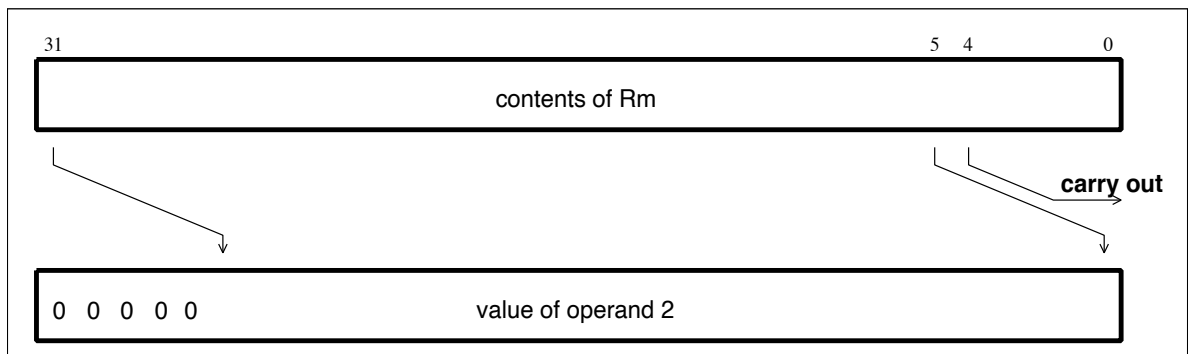 31 5 4 0
contents of Rm
carry out
0 0 0 0 0 value of operand 2